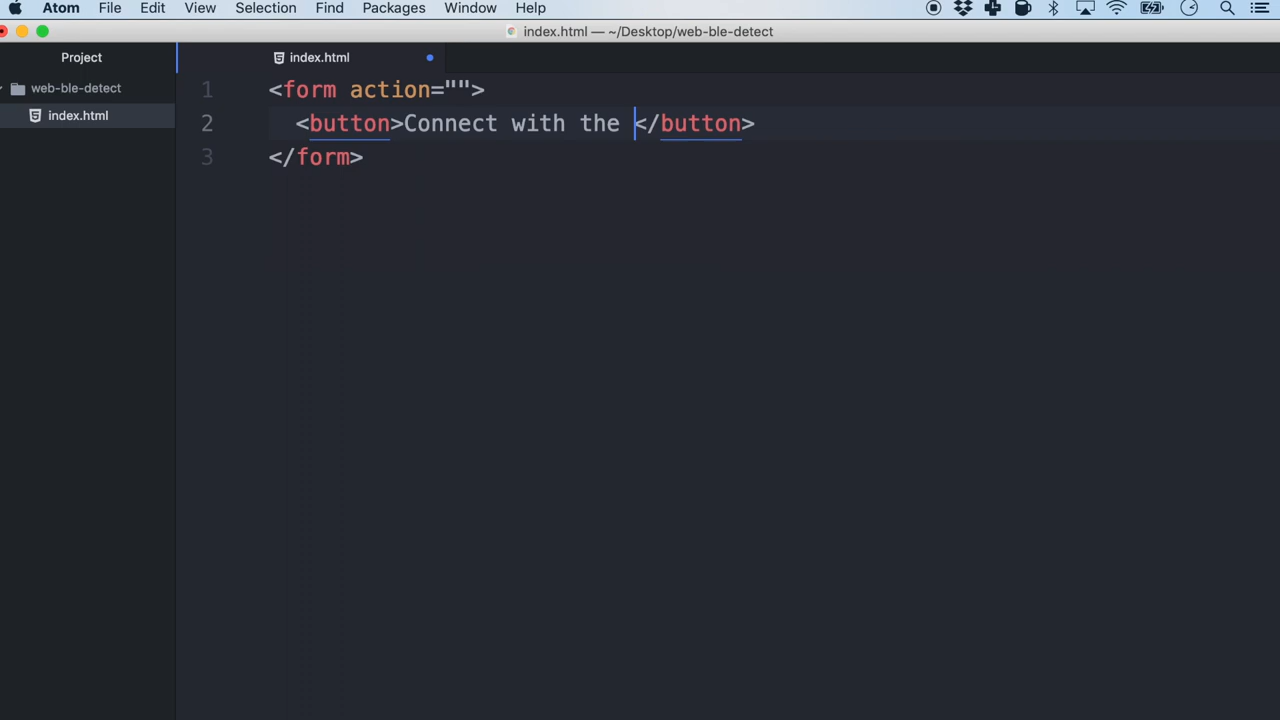 Atom File Edit View Selection Find Packages Window Help
index.html — ~/Desktop/web-ble-detect
Project
index.html
web-ble-detect
index.html
1 <form action="">
2 <button>Connect with the </button>
3 </form>